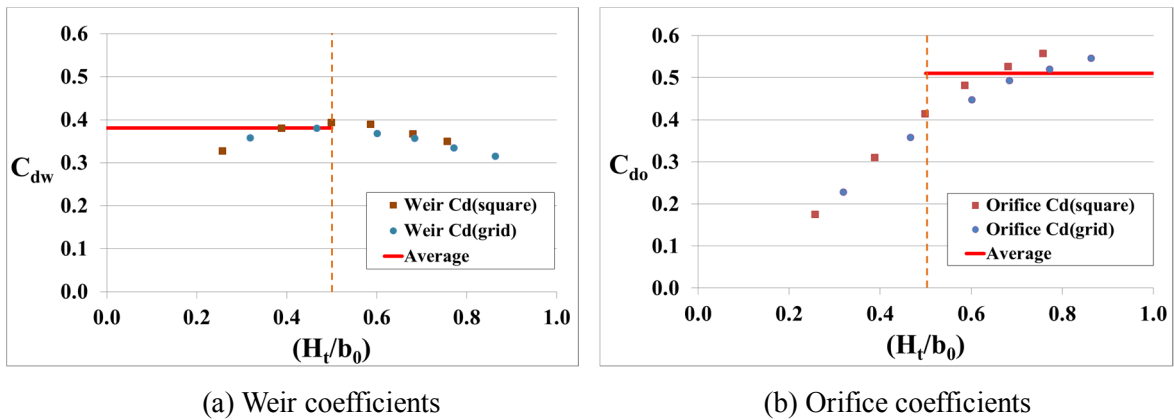 0.6
0.5
0.4
0.3
0.2
0.1
0.0
C_dw
0.0 0.2 0.4 0.6 0.8 1.0
(H_t/b_0)
Weir Cd(square)
Weir Cd(grid)
Average
(a) Weir coefficients
0.6
0.5
0.4
0.3
0.2
0.1
0.0
C_do
0.0 0.2 0.4 0.6 0.8 1.0
(H_t/b_0)
Orifice Cd(square)
Orifice Cd(grid)
Average
(b) Orifice coefficients